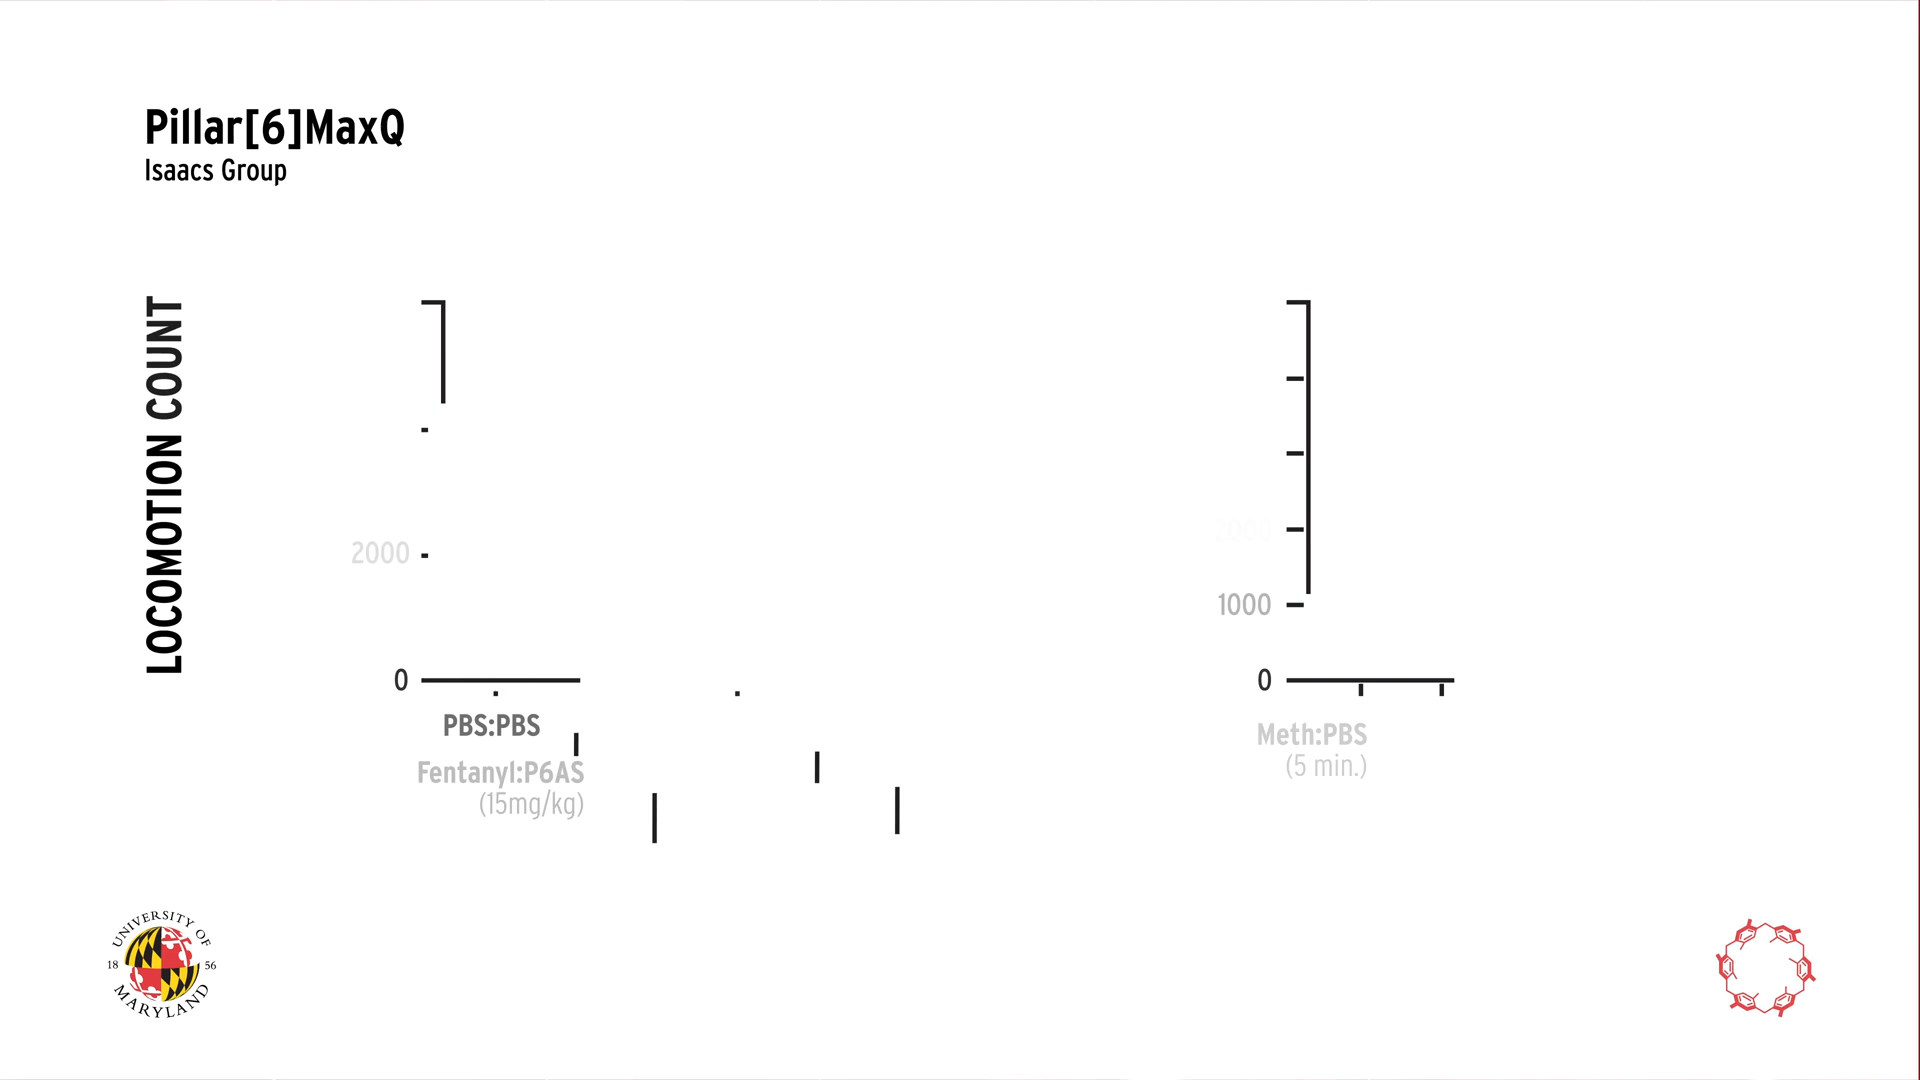 Pillar[6]MaxQ
Isaacs Group
LOCOMOTION COUNT
2000
0
PBS:PBS
Fentanyl:P6AS
(15mg/kg)
2000
1000
0
Meth:PBS
(5 min.)
UNIVERSITY OF
18 56
MARYLAND